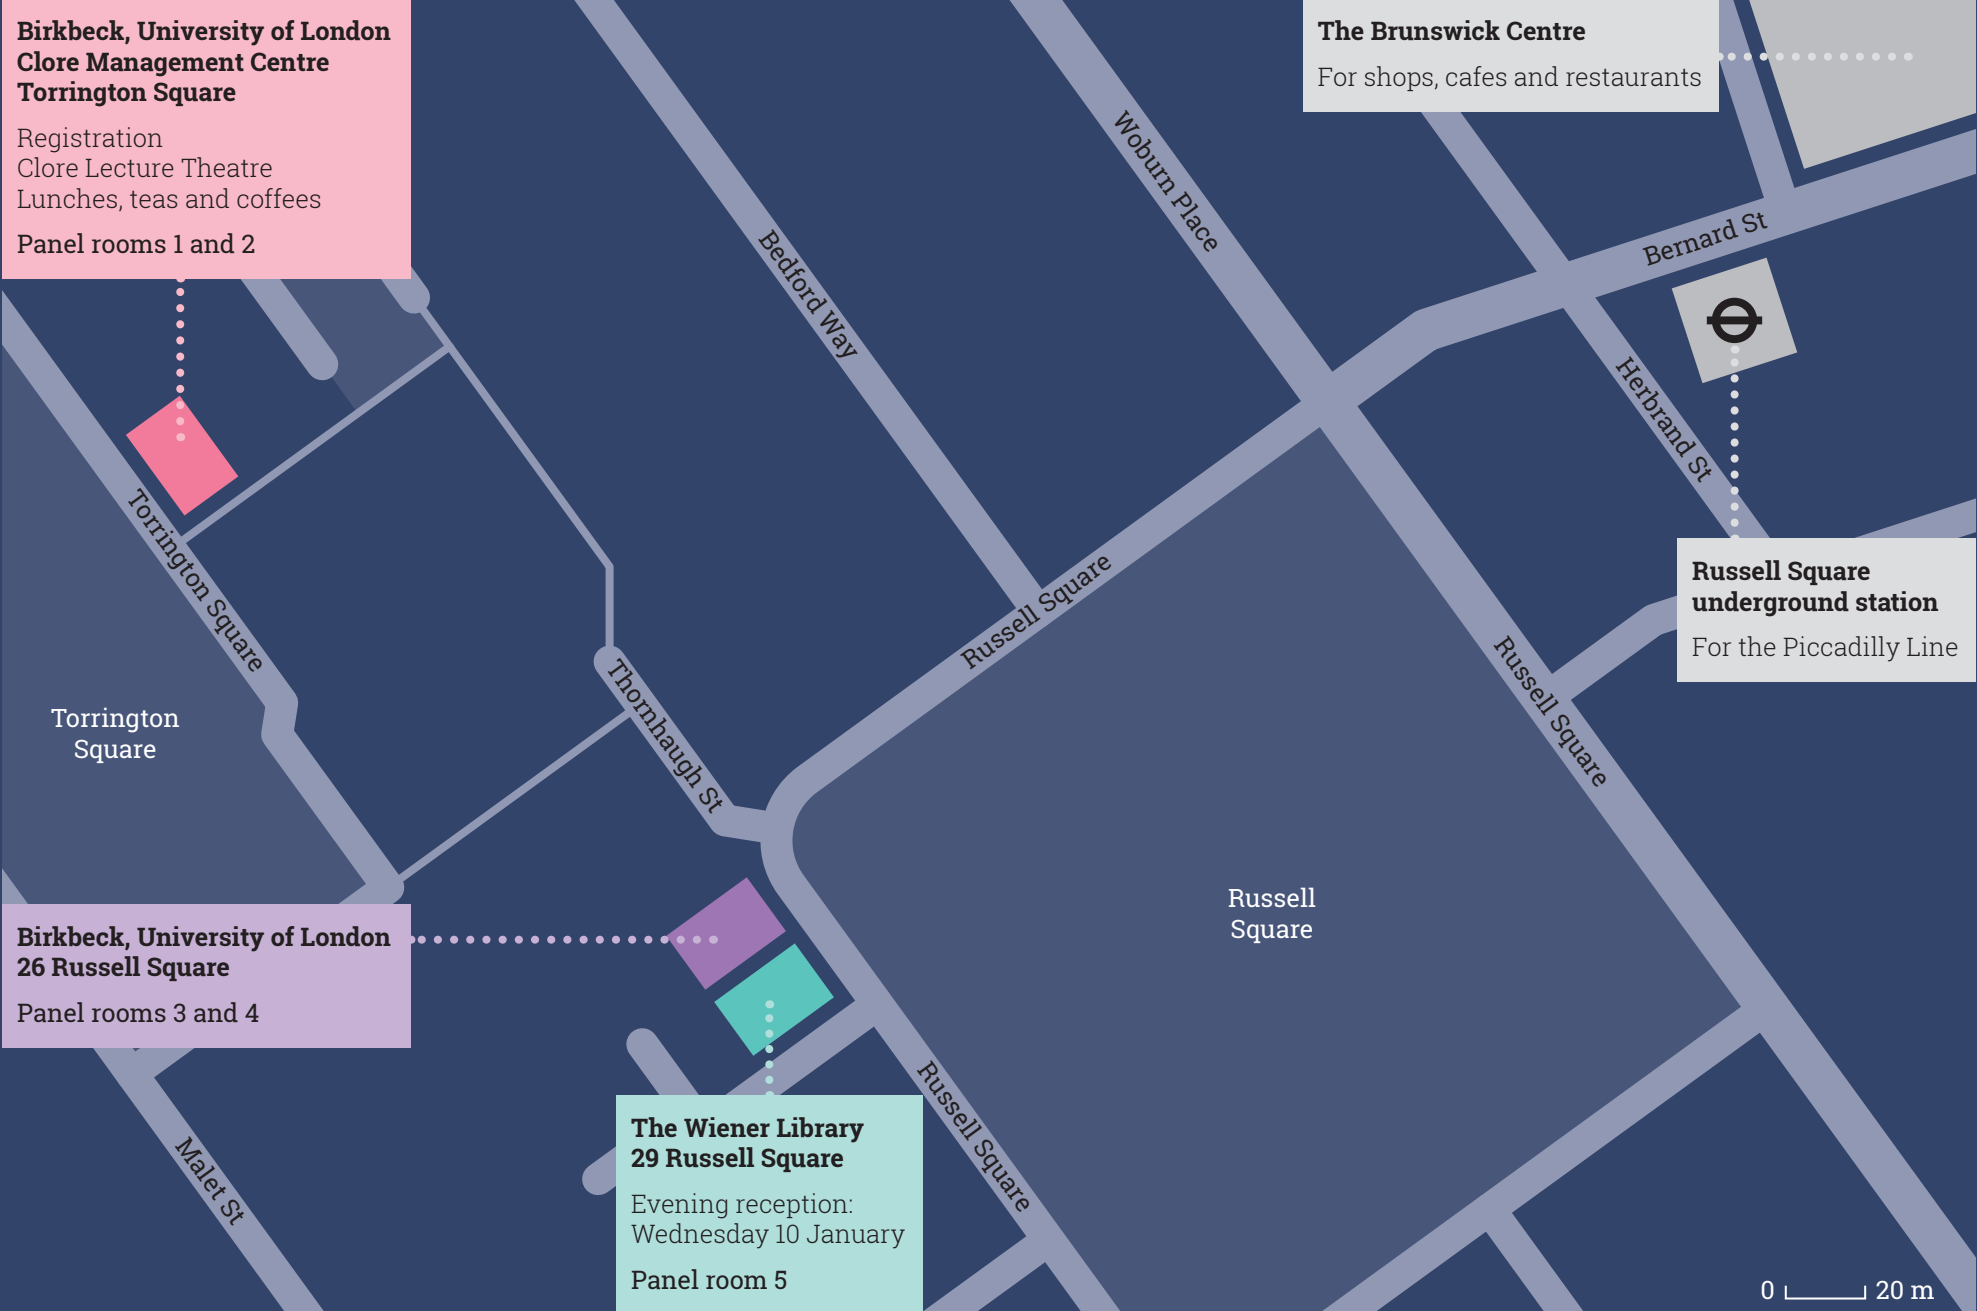 Birkbeck, University of London
Clore Management Centre
Torrington Square
Registration
Clore Lecture Theatre
Lunches, teas and coffees
Panel rooms 1 and 2
The Brunswick Centre
For shops, cafes and restaurants
Woburn Place
Bedford Way
Bernard St
Herbrand St
Torrington Square
Russell Square
Russell Square
underground station
For the Piccadilly Line
Russell Square
Thornhaugh St
Torrington
Square
Russell
Square
Birkbeck, University of London
26 Russell Square
Panel rooms 3 and 4
Russell Square
Malet St
The Wiener Library
29 Russell Square
Evening reception:
Wednesday 10 January
Panel room 5
0 20 m